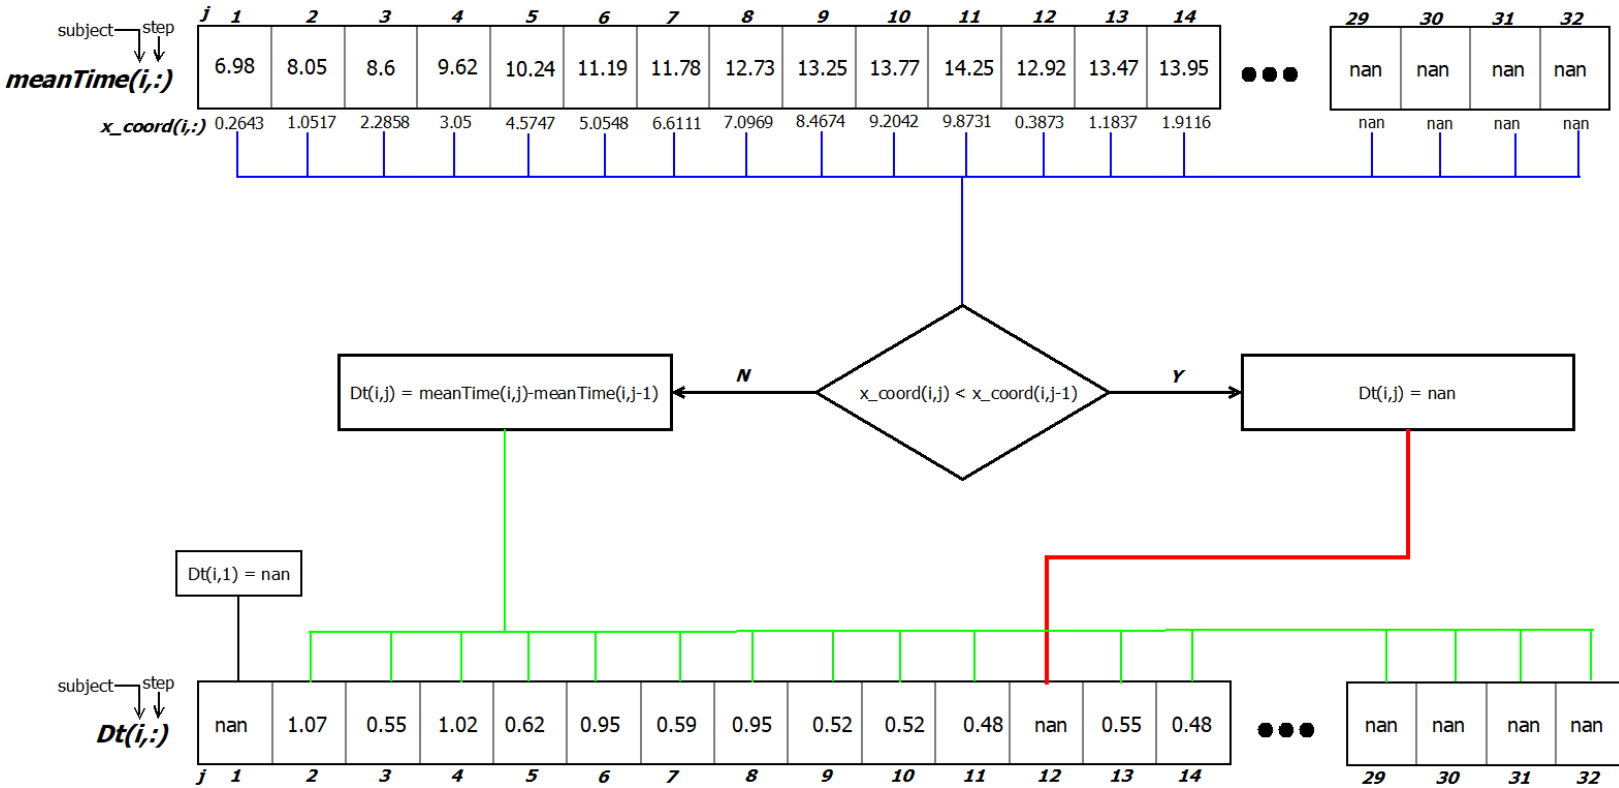 j 1 2 3 4 5 6 7 8 9 10 11 12 13 14 29 30 31 32
subject step
meanTime(i,:) 6.98 8.05 8.6 9.62 10.24 11.19 11.78 12.73 13.25 13.77 14.25 12.92 13.47 13.95 ●●● nan nan nan nan
x_coord(i,:) 0.2643 1.0517 2.2858 3.05 4.5747 5.0548 6.6111 7.0969 8.4674 9.2042 9.8731 0.3873 1.1837 1.9116 nan nan nan nan
Dt(i,j) = meanTime(i,j)-meanTime(i,j-1) N x_coord(i,j) < x_coord(i,j-1) Y Dt(i,j) = nan
Dt(i,1) = nan
subject step
Dt(i,:) nan 1.07 0.55 1.02 0.62 0.95 0.59 0.95 0.52 0.52 0.48 nan 0.55 0.48 ●●● nan nan nan nan
j 1 2 3 4 5 6 7 8 9 10 11 12 13 14 29 30 31 32